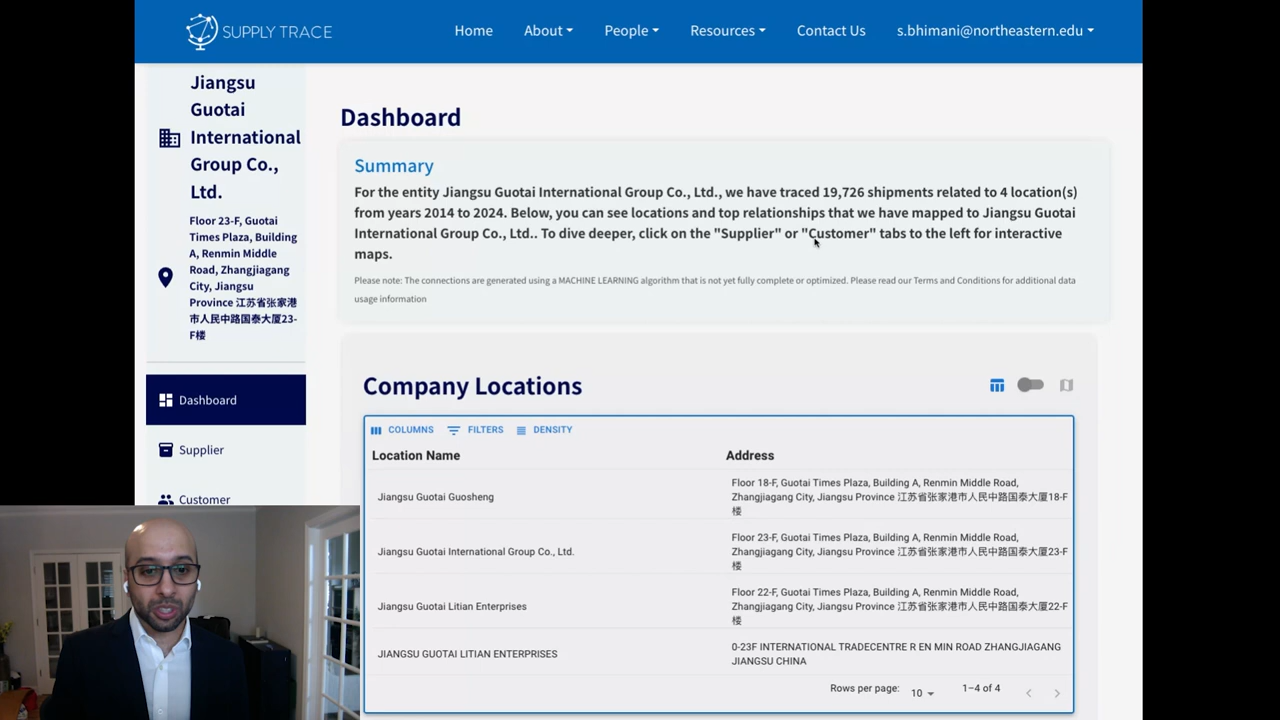 SUPPLY TRACE
Home
About
People
Resources
Contact Us
s.bhimani@northeastern.edu
Jiangsu
Guotai
International
Group Co.,
Ltd.
Floor 23-F, Guotai
Times Plaza, Building
A, Renmin Middle
Road, Zhangjiagang
City, Jiangsu
Province 江苏省张家港
市人民中路国泰大厦23-
F楼
Dashboard
Supplier
Customer
Dashboard
Summary
For the entity Jiangsu Guotai International Group Co., Ltd., we have traced 19,726 shipments related to 4 location(s)
from years 2014 to 2024. Below, you can see locations and top relationships that we have mapped to Jiangsu Guotai
International Group Co., Ltd.. To dive deeper, click on the "Supplier" or "Customer" tabs to the left for interactive
maps.
Please note: The connections are generated using a MACHINE LEARNING algorithm that is not yet fully complete or optimized. Please read our Terms and Conditions for additional data
usage information
Company Locations
COLUMNS
FILTERS
DENSITY
Location Name
Address
Jiangsu Guotai Guosheng
Floor 18-F, Guotai Times Plaza, Building A, Renmin Middle Road,
Zhangjiagang City, Jiangsu Province 江苏省张家港市人民中路国泰大厦18-F
楼
Jiangsu Guotai International Group Co., Ltd.
Floor 23-F, Guotai Times Plaza, Building A, Renmin Middle Road,
Zhangjiagang City, Jiangsu Province 江苏省张家港市人民中路国泰大厦23-F
楼
Jiangsu Guotai Litian Enterprises
Floor 22-F, Guotai Times Plaza, Building A, Renmin Middle Road,
Zhangjiagang City, Jiangsu Province 江苏省张家港市人民中路国泰大厦22-F
楼
JIANGSU GUOTAI LITIAN ENTERPRISES
0-23F INTERNATIONAL TRADECENTRE R EN MIN ROAD ZHANGJIAGANG
JIANGSU CHINA
Rows per page:
10
1–4 of 4